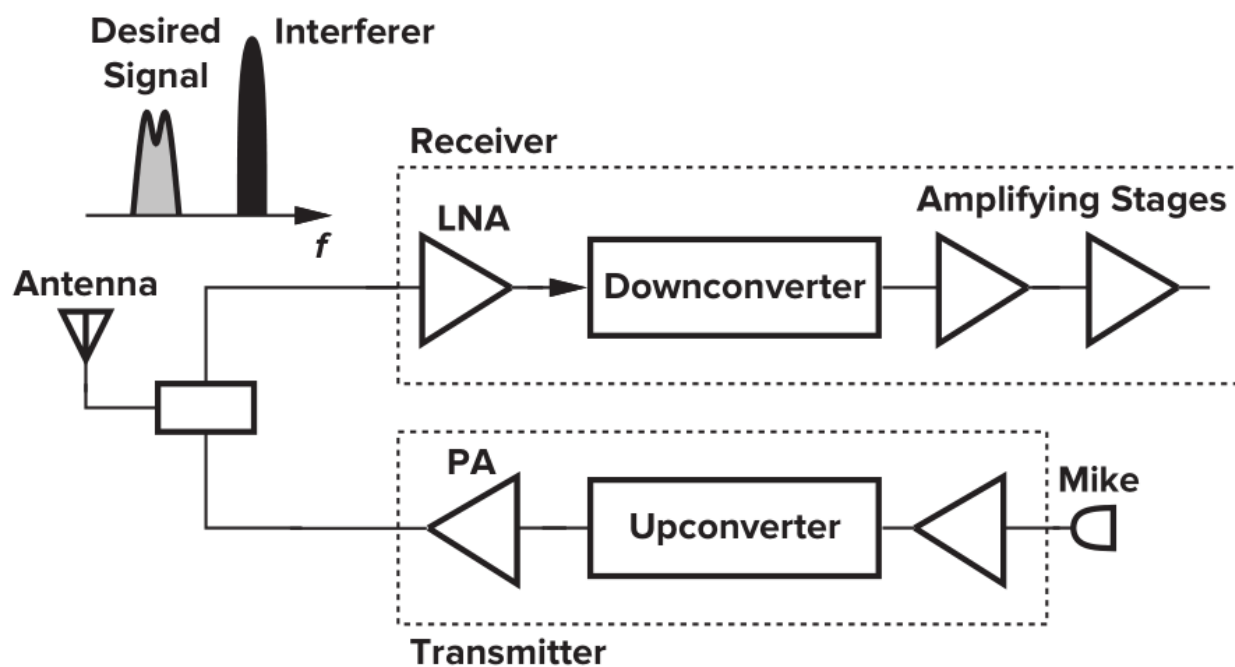 Desired
Signal
Interferer
f
Receiver
LNA
Amplifying Stages
Antenna
Downconverter
PA
Upconverter
Mike
Transmitter